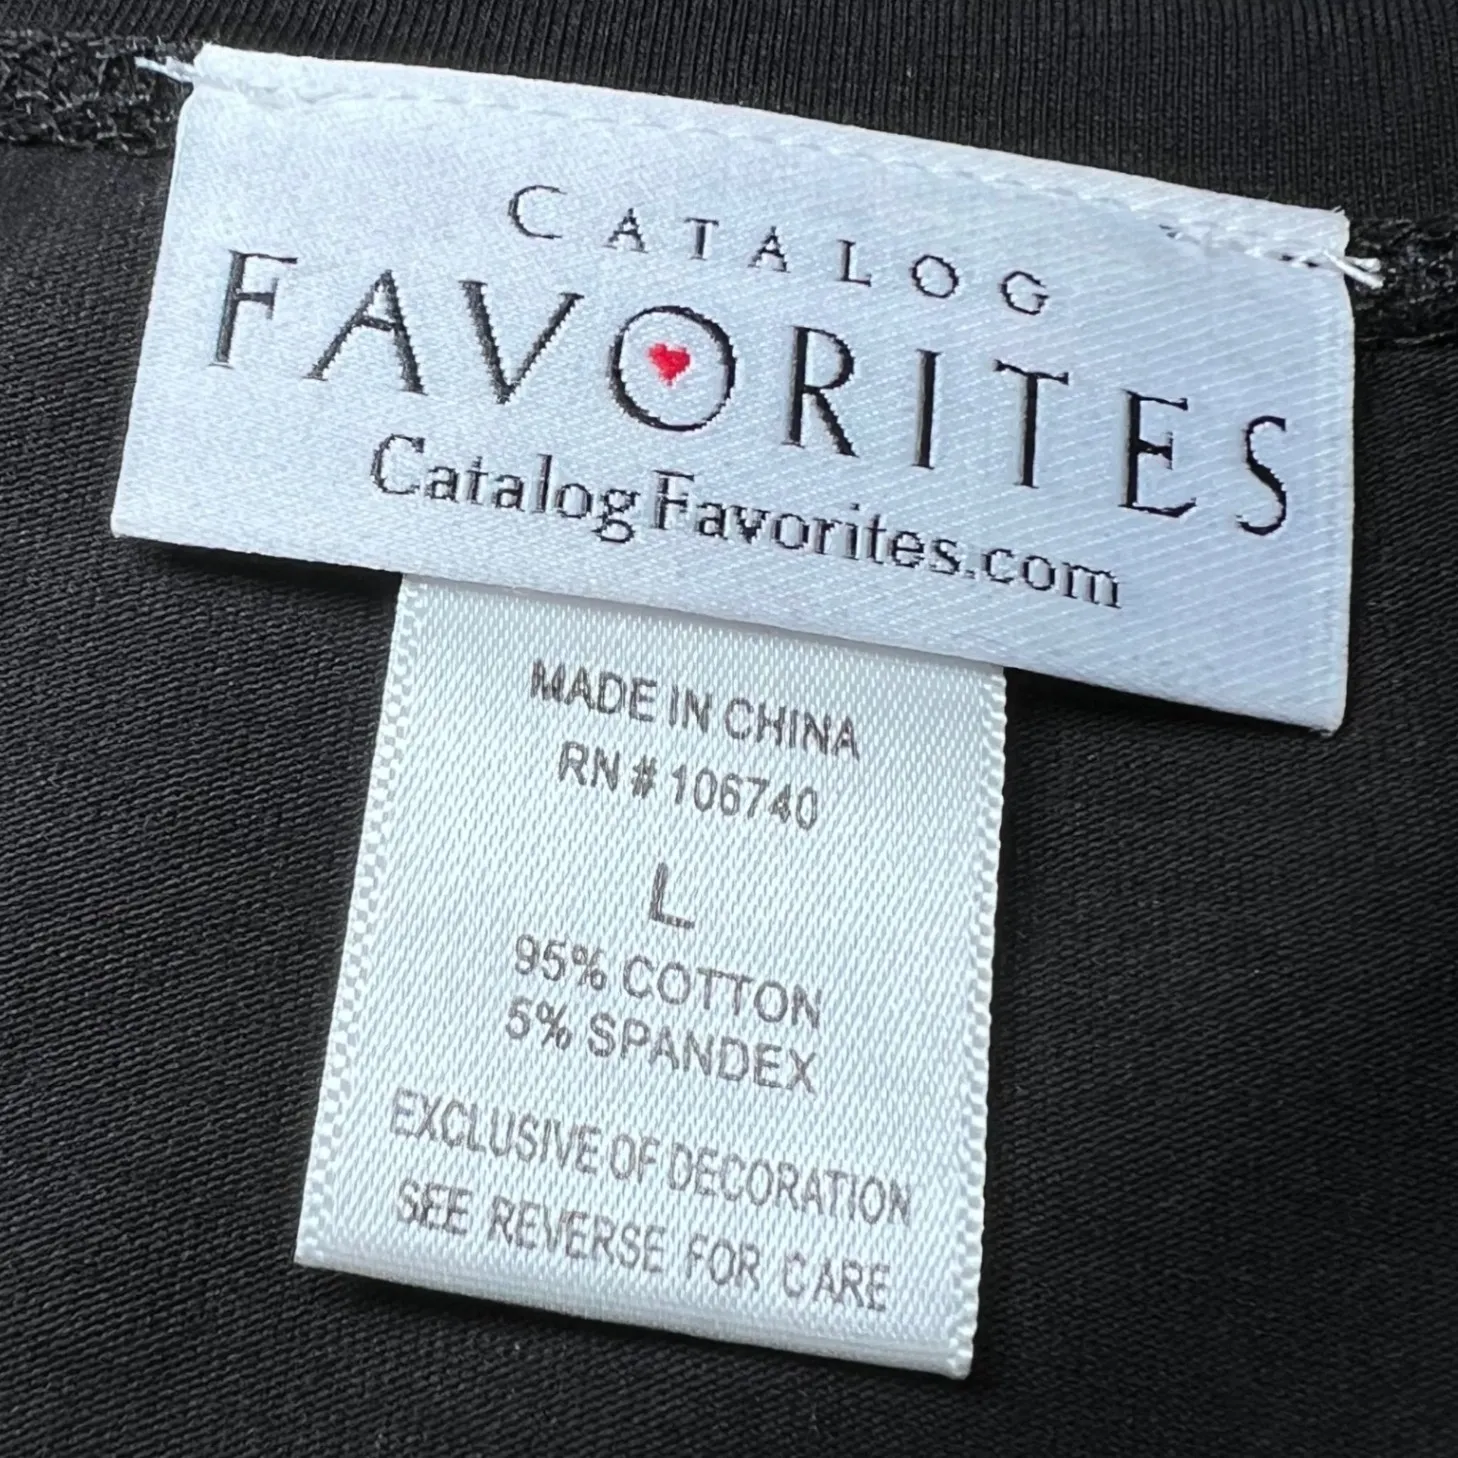 CATALOG
FAVORITES
CatalogFavorites.com
MADE IN CHINA
RN # 106740
L
95% COTTON
5% SPANDEX
EXCLUSIVE OF DECORATION
SEE REVERSE FOR CARE